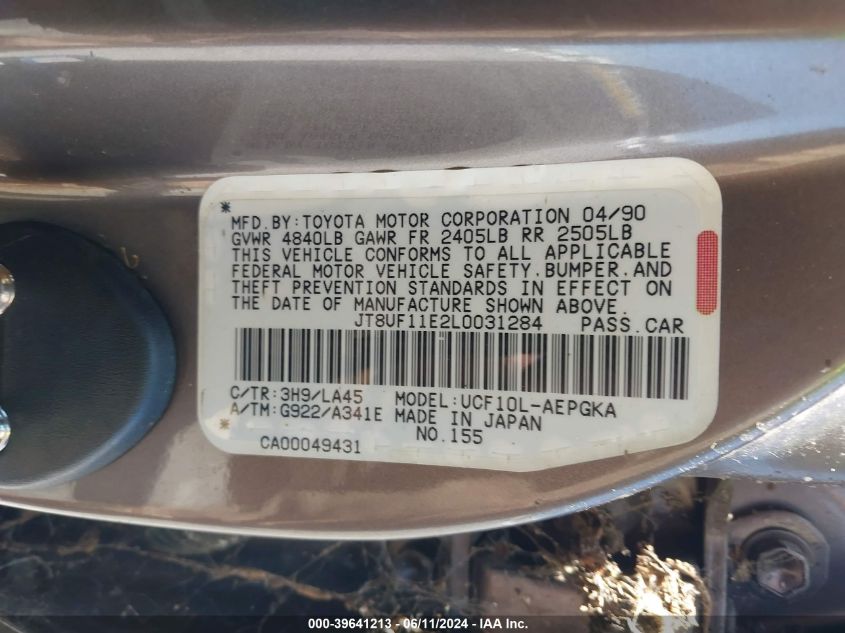 *
MFD.BY:TOYOTA MOTOR CORPORATION 04/90
GVWR 4840LB GAWR FR 2405LB RR 2505LB
THIS VEHICLE CONFORMS TO ALL APPLICABLE
FEDERAL MOTOR VEHICLE SAFETY,BUMPER,AND
THEFT PREVENTION STANDARDS IN EFFECT ON
THE DATE OF MANUFACTURE SHOWN ABOVE.
JT8UF11E2L0031284 PASS.CAR
C/TR:3H9/LA45 MODEL:UCF10L-AEPGKA
A/TM:G922/A341E MADE IN JAPAN
*
CA00049431 NO.155
000-39641213 - 06/11/2024 - IAA Inc.